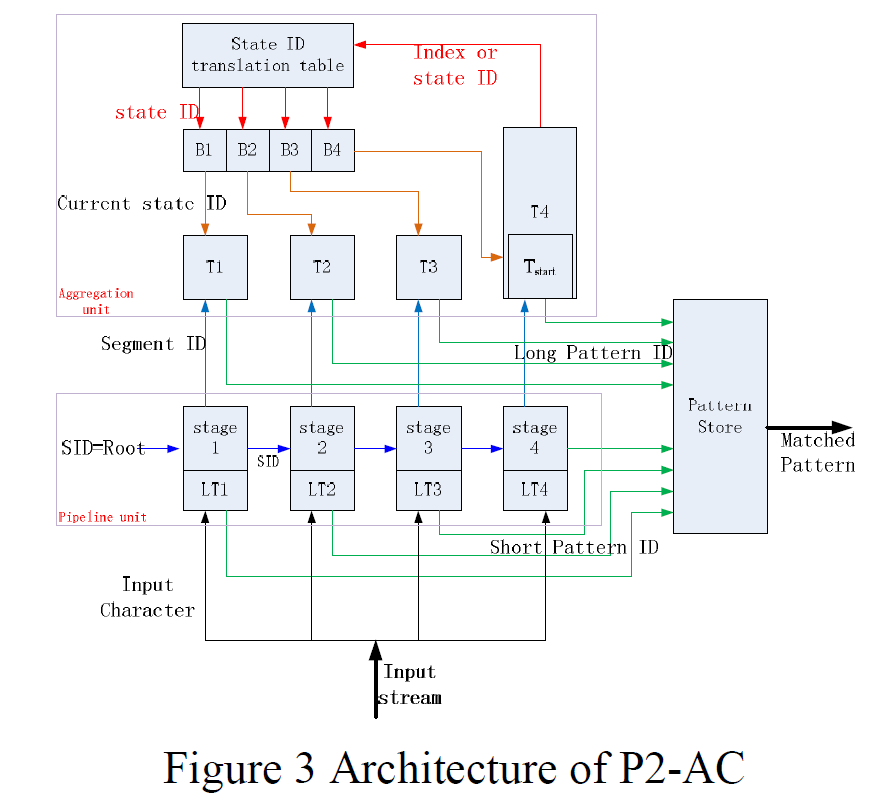 State ID
translation table
Index or
state ID
state ID
B1 B2 B3 B4
Current state ID
T4
T1 T2 T3 Tstart
Aggregation
unit
Segment ID
Long Pattern ID
Pattern
Store
Matched
Pattern
SID=Root
stage
1
SID
stage
2
stage
3
stage
4
LT1 LT2 LT3 LT4
Pipeline unit
Short Pattern ID
Input
Character
Input
stream
Figure 3 Architecture of P2-AC